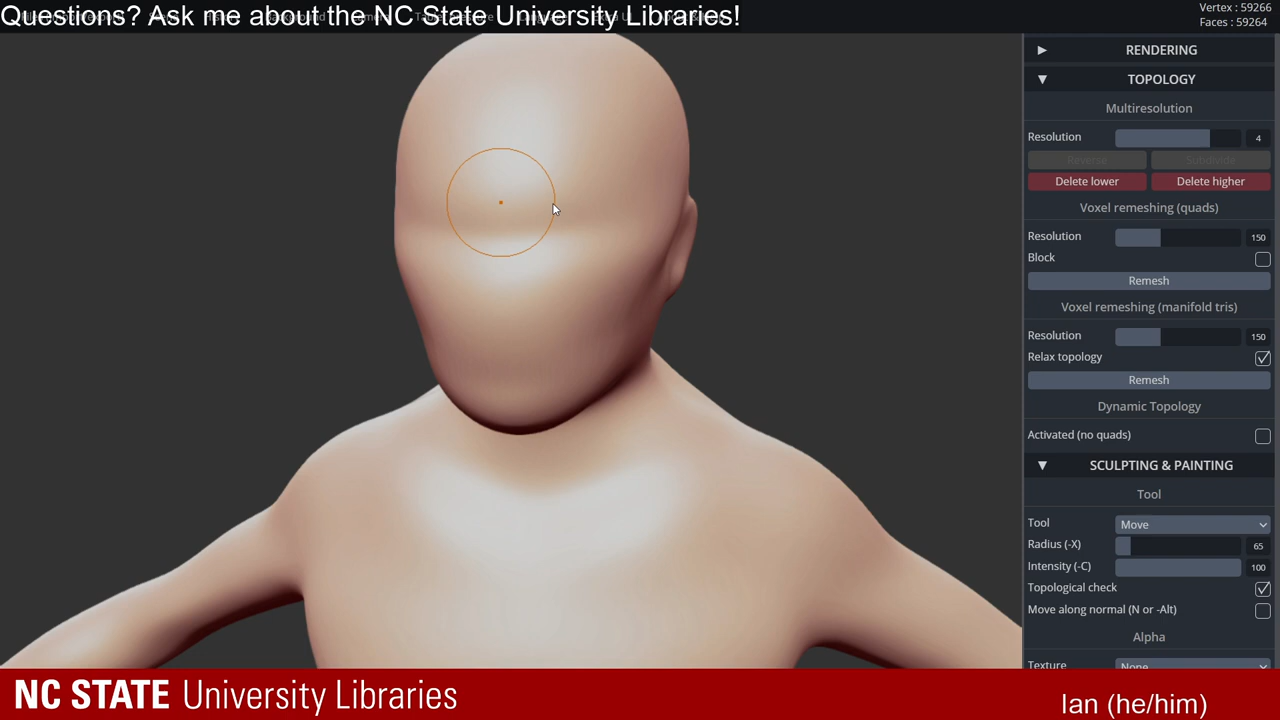 Questions? Ask me about the NC State University Libraries!
Vertex : 59266
Faces : 59264
RENDERING
TOPOLOGY
Multiresolution
Resolution 4
Reverse Subdivide
Delete lower Delete higher
Voxel remeshing (quads)
Resolution 150
Block
Remesh
Voxel remeshing (manifold tris)
Resolution 150
Relax topology
Remesh
Dynamic Topology
Activated (no quads)
SCULPTING & PAINTING
Tool
Tool Move
Radius (-X) 65
Intensity (-C) 100
Topological check
Move along normal (N or -Alt)
Alpha
Texture None
NC STATE University Libraries
Ian (he/him)